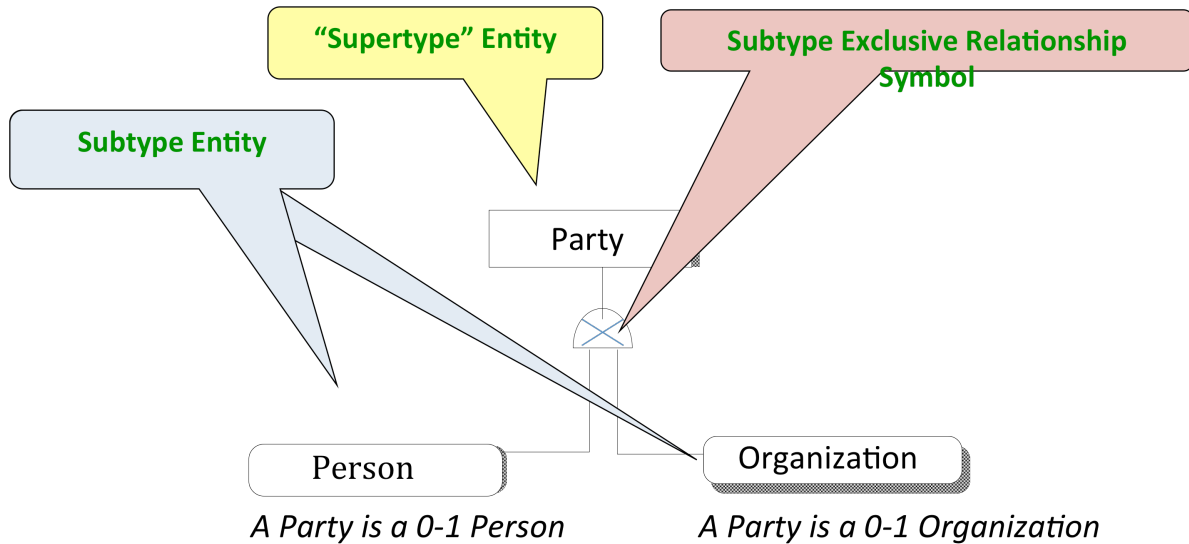 “Supertype” Entity
Subtype Exclusive Relationship
Symbol
Subtype Entity
Party
Person
Organization
A Party is a 0-1 Person
A Party is a 0-1 Organization